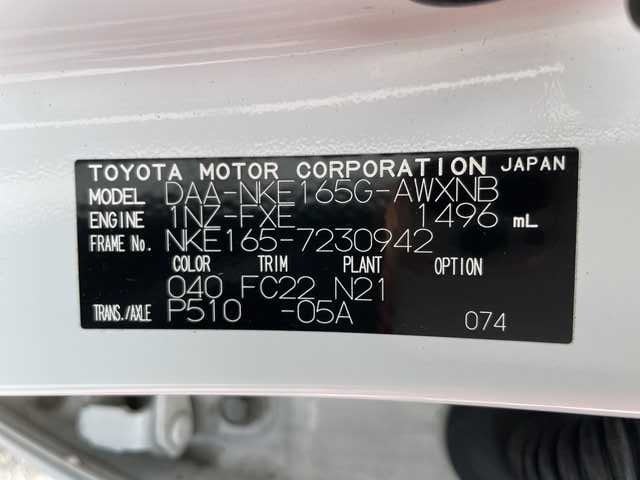 TOYOTA MOTOR CORPORATION JAPAN
MODEL DAA-NKE165G-AWXNB
ENGINE 1NZ-FXE 1496 mL
FRAME No. NKE165-7230942
COLOR TRIM PLANT OPTION
040 FC22 N21
TRANS./AXLE P510 -05A 074